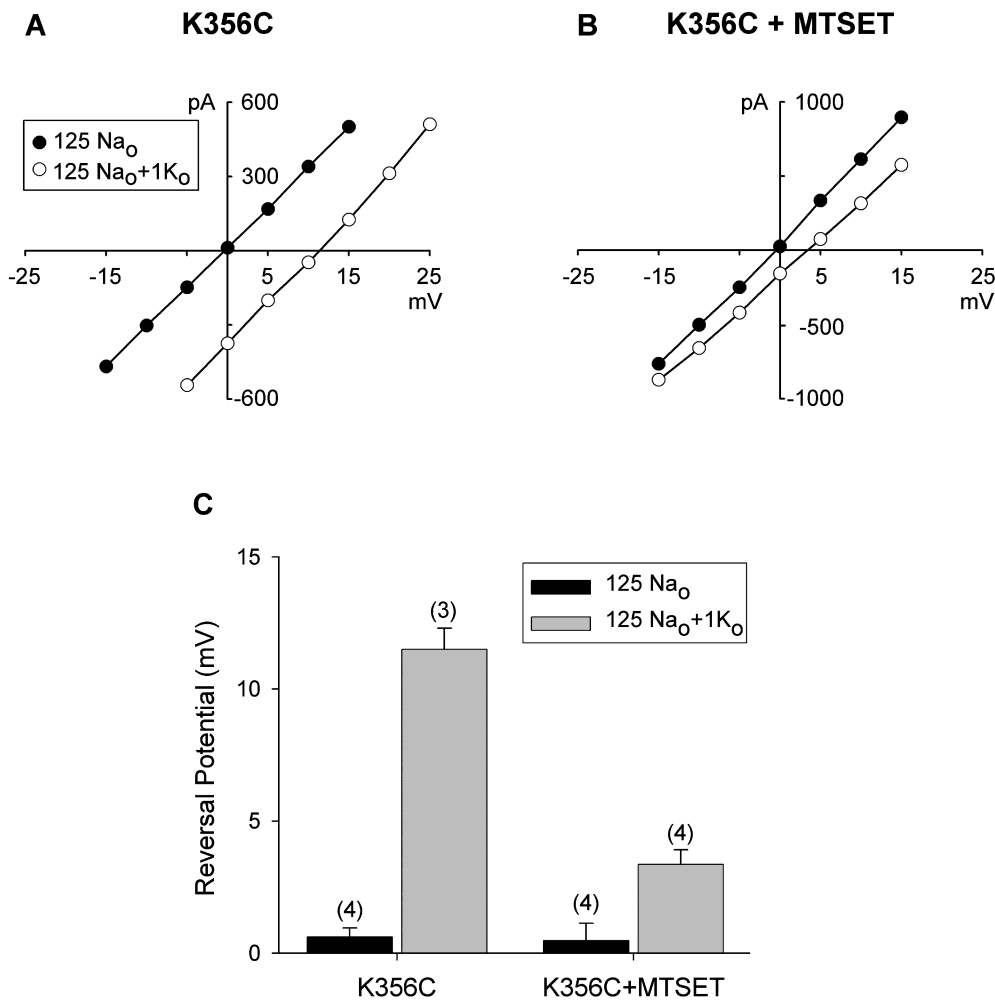 A
K356C
pA
600
300
-600
-25
-15
5
15
25
mV
125 Nao
125 Nao+1Ko
B
K356C + MTSET
pA
1000
-500
-1000
-25
-15
-5
5
15
25
mV
C
15
10
5
0
Reversal Potential (mV)
(4)
(3)
(4)
(4)
125 Nao
125 Nao+1Ko
K356C
K356C+MTSET